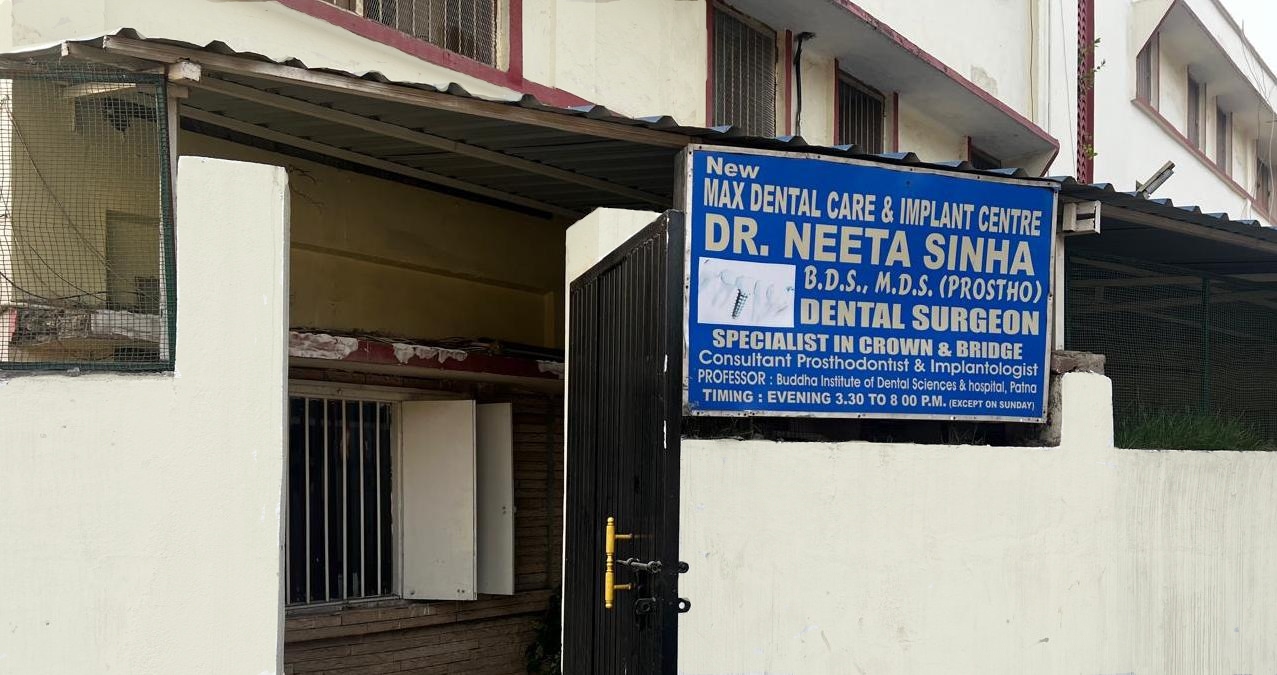 New
MAX DENTAL CARE & IMPLANT CENTRE
DR. NEETA SINHA
B.D.S., M.D.S. (PROSTHO)
DENTAL SURGEON
SPECIALIST IN CROWN & BRIDGE
Consultant Prosthodontist & Implantologist
PROFESSOR : Buddha Institute of Dental Sciences & hospital, Patna
TIMING : EVENING 3.30 TO 8 00 P.M. (EXCEPT ON SUNDAY)